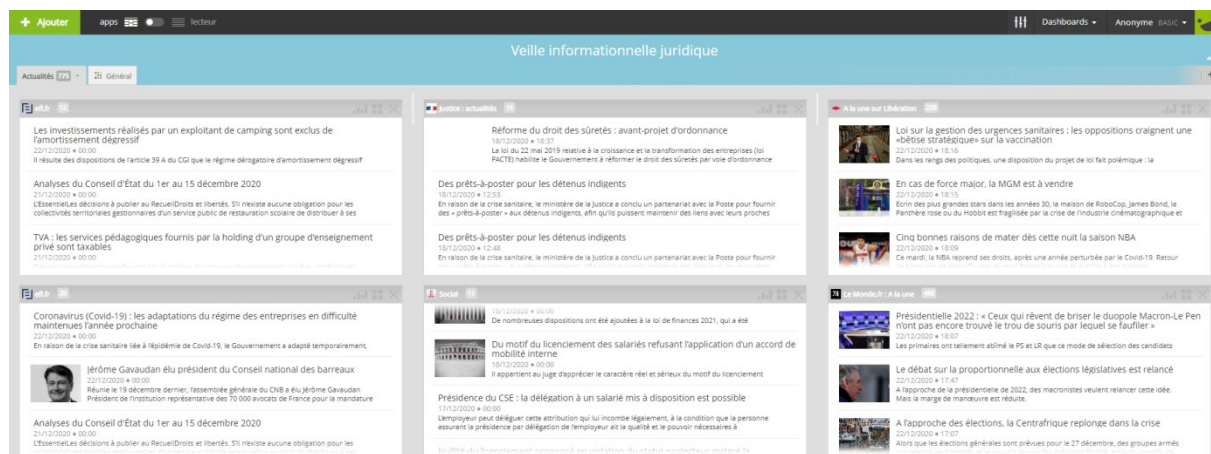 + Ajouter
apps
lecteur
Dashboards
Anonyme BASIC
Veille informationnelle juridique
Actualités 775
Général
efl.fr 12
Les investissements réalisés par un exploitant de camping sont exclus de
l'amortissement dégressif
22/12/2020 • 00:00
Il résulte des dispositions de l'article 39 A du CGI que le régime dérogatoire d'amortissement dégressif
Analyses du Conseil d'État du 1er au 15 décembre 2020
21/12/2020 • 00:00
L'EssentielLes décisions à publier au RecueilDroits et libertés. S'il n'existe aucune obligation pour les
collectivités territoriales gestionnaires d'un service public de restauration scolaire de distribuer à ses
TVA : les services pédagogiques fournis par la holding d'un groupe d'enseignement
privé sont taxables
21/12/2020 • 00:00
Justice : actualités 16
Réforme du droit des sûretés : avant-projet d'ordonnance
18/12/2020 • 18:37
La loi du 22 mai 2019 relative à la croissance et la transformation des entreprises (loi
PACTE) habilite le Gouvernement à réformer le droit des sûretés par voie d'ordonnance
Des prêts-à-poster pour les détenus indigents
18/12/2020 • 12:53
En raison de la crise sanitaire, le ministère de la Justice a conclu un partenariat avec la Poste pour fournir
des « prêts-à-poster » aux détenus indigents, afin qu'ils puissent maintenir des liens avec leurs proches
Des prêts-à-poster pour les détenus indigents
18/12/2020 • 12:48
En raison de la crise sanitaire, le ministère de la Justice a conclu un partenariat avec la Poste pour fournir
A la une sur Libération 228
Loi sur la gestion des urgences sanitaires : les oppositions craignent une
«bêtise stratégique» sur la vaccination
22/12/2020 • 18:16
Dans les rangs des politiques, une disposition du projet de loi fait polémique : la
En cas de force major, la MGM est à vendre
22/12/2020 • 18:15
Ecrin des plus grandes stars dans les années 30, la maison de RoboCop, James Bond, la
Panthère rose ou du Hobbit est fragilisée par la crise de l'industrie cinématographique et
Cinq bonnes raisons de mater dès cette nuit la saison NBA
22/12/2020 • 18:09
Ce mardi, la NBA reprend ses droits, après une année perturbée par le Covid-19. Retour
efl.fr
Coronavirus (Covid-19) : les adaptations du régime des entreprises en difficulté
maintenues l'année prochaine
22/12/2020 • 00:00
En raison de la crise sanitaire liée à l'épidémie de Covid-19, le Gouvernement a adapté temporairement,
Jérôme Gavaudan élu président du Conseil national des barreaux
22/12/2020 • 00:00
Réunie le 19 décembre dernier, l'assemblée générale du CNB a élu Jérôme Gavaudan
Président de l'institution représentative des 70 000 avocats de France pour la mandature
Analyses du Conseil d'État du 1er au 15 décembre 2020
21/12/2020 • 00:00
L'EssentielLes décisions à publier au RecueilDroits et libertés. S'il n'existe aucune obligation pour les
Social 11
18/12/2020 • 00:00
De nombreuses dispositions ont été ajoutées à la loi de finances 2021, qui a été
Du motif du licenciement des salariés refusant l'application d'un accord de
mobilité interne
18/12/2020 • 00:00
Il appartient au juge d'apprécier le caractère réel et sérieux du motif du licenciement
Présidence du CSE : la délégation à un salarié mis à disposition est possible
17/12/2020 • 00:00
L'employeur peut déléguer cette attribution qui lui incombe légalement, à la condition que la personne
assurant la présidence par délégation de l'employeur ait la qualité et le pouvoir nécessaires à
Nullité du licenciement prononcé en violation du statut protecteur malgré la
Le Monde.fr : A la une
Présidentielle 2022 : « Ceux qui rêvent de briser le duopole Macron-Le Pen
n'ont pas encore trouvé le trou de souris par lequel se faufiler »
22/12/2020 • 18:07
Les primaires ont tellement abîmé le PS et LR que ce mode de sélection des candidats
Le débat sur la proportionnelle aux élections législatives est relancé
22/12/2020 • 17:47
A l'approche de la présidentielle de 2022, des macronistes veulent relancer cette idée.
Mais la marge de manœuvre est réduite.
A l'approche des élections, la Centrafrique replonge dans la crise
22/12/2020 • 17:07
Alors que les élections générales sont prévues pour le 27 décembre, des groupes armés